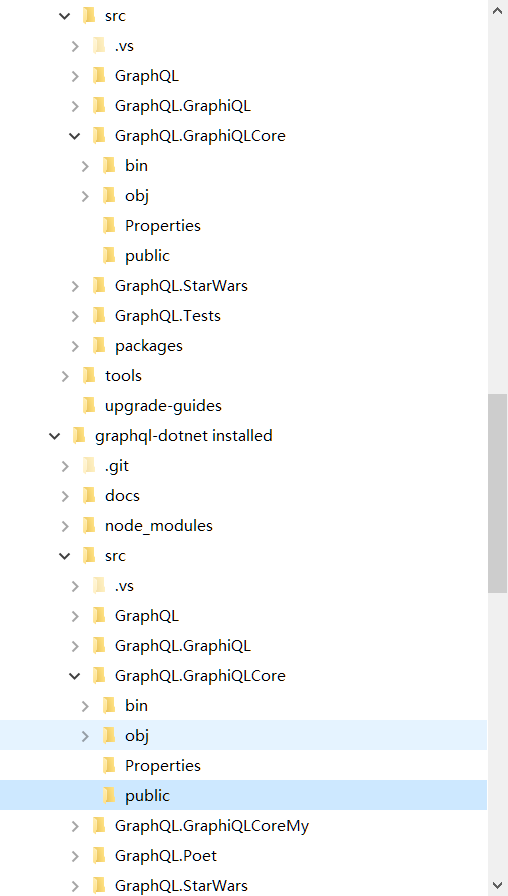 src
.vs
GraphQL
GraphQL.GraphiQL
GraphQL.GraphiQLCore
bin
obj
Properties
public
GraphQL.StarWars
GraphQL.Tests
packages
tools
upgrade-guides
graphql-dotnet installed
.git
docs
node_modules
src
.vs
GraphQL
GraphQL.GraphiQL
GraphQL.GraphiQLCore
bin
obj
Properties
public
GraphQL.GraphiQLCoreMy
GraphQL.Poet
GraphQL.StarWars